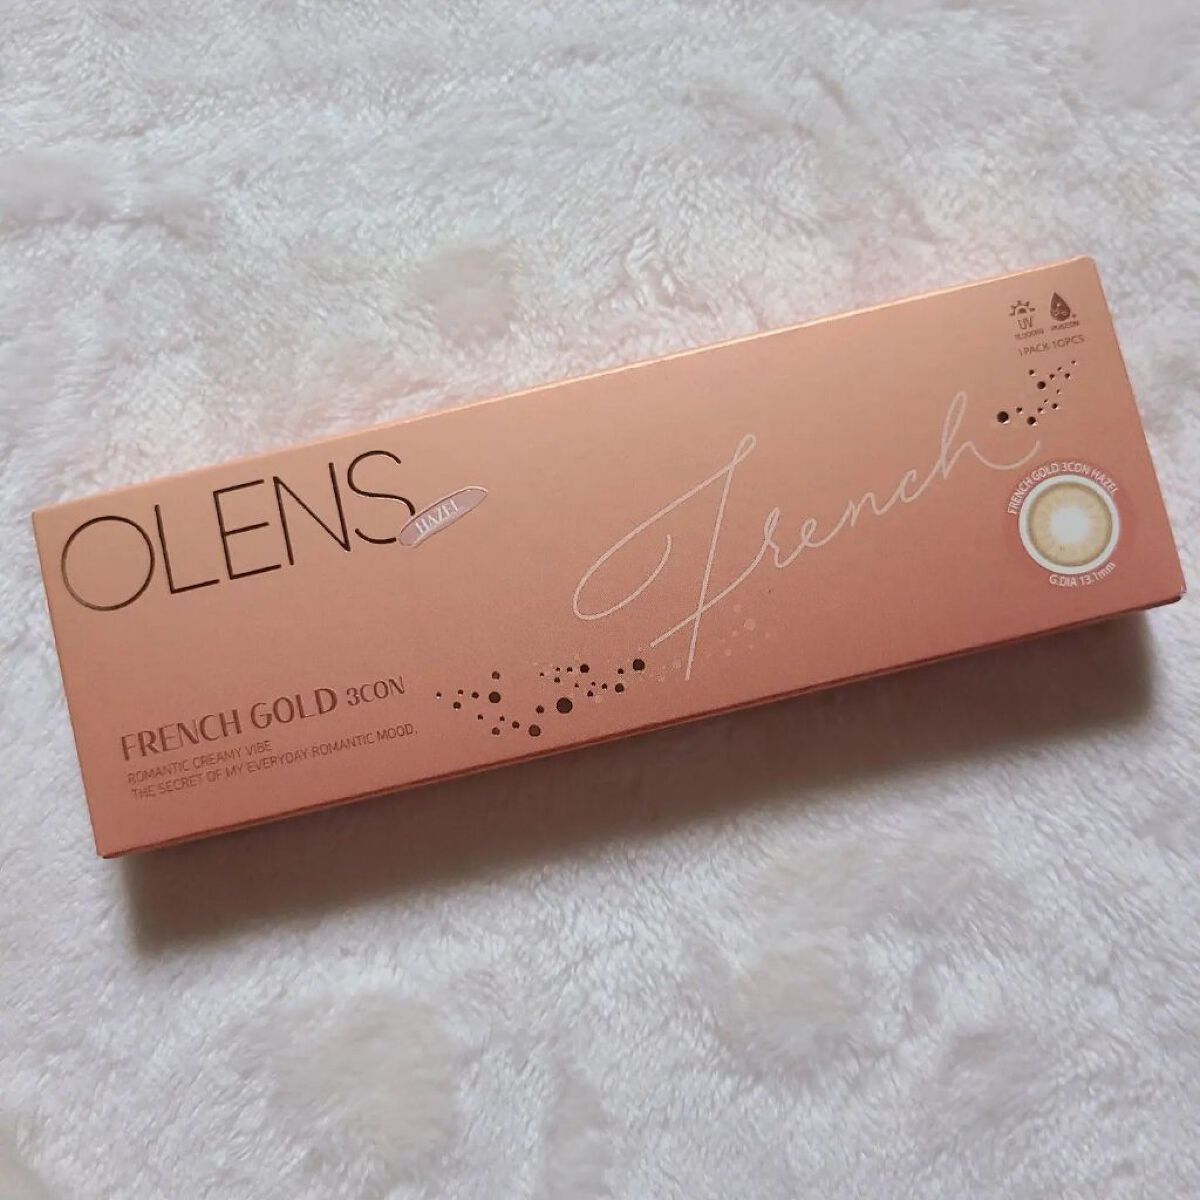 OLENS
HAZEL
FRENCH GOLD 3CON
ROMANTIC CREAMY VIBE
THE SECRET OF MY EVERYDAY ROMANTIC MOOD.
French
UV
1PACK 10PCS
FRENCH GOLD 3CON HAZEL
G.DIA 13.1mm